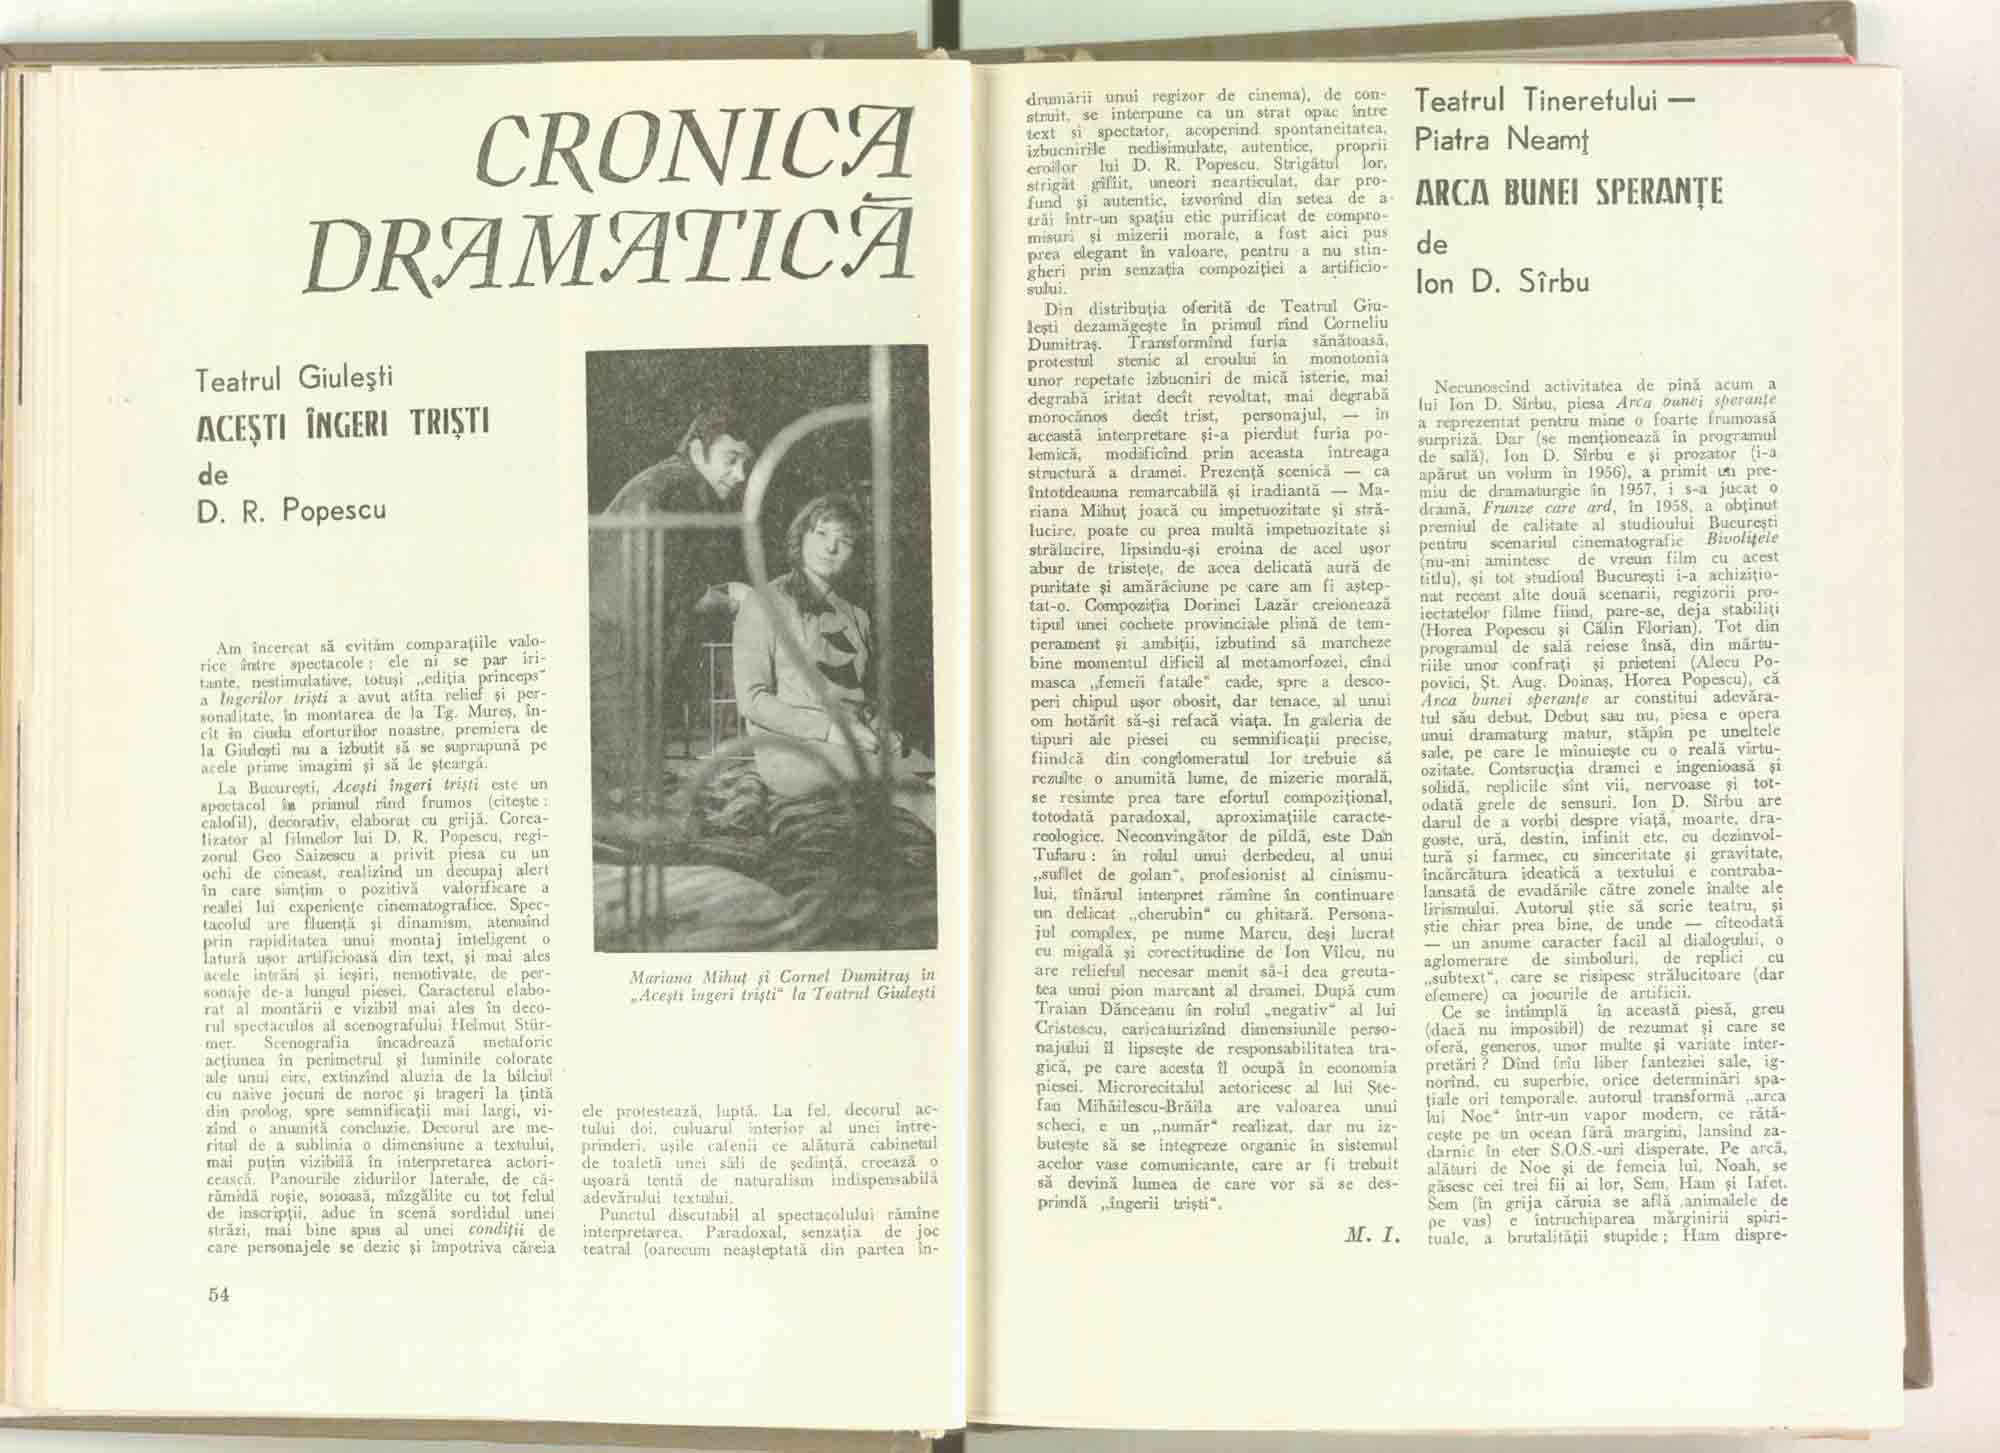 CRONICA
DRAMATICĂ
Teatrul Giuleşti
ACEŞTI ÎNGERI TRIŞTI
de
D. R. Popescu
Am încercat să evităm comparaţiile valo-
rice între spectacole ; ele ni se par iri-
tante, nestimulative, totuşi „ediţia princeps"
a Îngerilor trişti a avut atîta relief şi per-
sonalitate, în montarea de la Tg. Mureş, în-
cît în ciuda eforturilor noastre, premiera de
la Giuleşti nu a izbutit să se suprapună pe
acele prime imagini şi să le şteargă.
La Bucureşti, Aceşti îngeri trişti este un
spectacol în primul rînd frumos (citeşte :
calofil), decorativ, elaborat cu grijă. Corea-
lizator al filmelor lui D. R. Popescu, regi-
zorul Geo Saizescu a privit piesa cu un
ochi de cineast, realizînd un decupaj alert
în care simţim o pozitivă valorificare a
realei lui experienţe cinematografice. Spec-
tacolul are fluenţă şi dinamism, atenuînd
prin rapiditatea unui montaj inteligent o
latură uşor artificioasă din text, şi mai ales
acele intrări şi ieşiri, nemotivate, de per-
sonaje de-a lungul piesei. Caracterul elabo-
rat al montării e vizibil mai ales în deco-
rul spectaculos al scenografului Helmut Stür-
mer. Scenografia încadrează metaforic
acţiunea în perimetrul şi luminile colorate
ale unui circ, extinzînd aluzia de la bîlciul
cu naive jocuri de noroc şi trageri la ţintă
din prolog, spre semnificaţii mai largi, vi-
zînd o anumită concluzie. Decorul are me-
ritul de a sublinia o dimensiune a textului,
mai puţin vizibilă în interpretarea actori-
cească. Panourile zidurilor laterale, de că-
rămidă roşie, soioasă, mîzgălite cu tot felul
de inscripţii, aduc în scenă sordidul unei
străzi, mai bine spus al unei condiţii de
care personajele se dezic şi împotriva căreia
54
Mariana Mihuţ şi Cornel Dumitraş în
„Aceşti îngeri trişti" la Teatrul Giuleşti
ele protestează, luptă. La fel, decorul ac-
tului doi, culuarul interior al unei între-
prinderi, uşile cafenii ce alătură cabinetul
de toaletă unei săli de şedinţă, creează o
uşoară tentă de naturalism indispensabilă
adevărului textului.
Punctul discutabil al spectacolului rămîne
interpretarea. Paradoxal, senzaţia de joc
teatral (oarecum neaşteptată din partea în-
drumării unui regizor de cinema), de con-
struit, se interpune ca un strat opac între
text şi spectator, acoperind spontaneitatea,
izbucnirile nedisimulate, autentice, proprii
eroilor lui D. R. Popescu. Strigătul lor,
strigăt gîfîit, uneori nearticulat, dar pro-
fund şi autentic, izvorînd din setea de a
trăi într-un spaţiu etic purificat de compro-
misuri şi mizerii morale, a fost aici pus
prea elegant în valoare, pentru a nu stin-
gheri prin senzaţia compoziţiei a artificio-
sului.
Din distribuţia oferită de Teatrul Giu-
leşti dezamăgeşte în primul rînd Corneliu
Dumitraş. Transformînd furia sănătoasă,
protestul stenic al eroului în monotonia
unor repetate izbucniri de mică isterie, mai
degrabă iritat decît revoltat, mai degrabă
morocănos decît trist, personajul, — în
această interpretare şi-a pierdut furia po-
lemică, modificînd prin aceasta întreaga
structură a dramei. Prezenţă scenică — ca
întotdeauna remarcabilă şi iradiantă — Ma-
riana Mihuţ joacă cu impetuozitate şi stră-
lucire, poate cu prea multă impetuozitate şi
strălucire, lipsindu-şi eroina de acel uşor
abur de tristeţe, de acea delicată aură de
puritate şi amărăciune pe care am fi aştep-
tat-o. Compoziţia Dorinei Lazăr creionează
tipul unei cochete provinciale plină de tem-
perament şi ambiţii, izbutind să marcheze
bine momentul dificil al metamorfozei, cînd
masca „femeii fatale" cade, spre a desco-
peri chipul uşor obosit, dar tenace, al unui
om hotărît să-şi refacă viaţa. In galeria de
tipuri ale piesei cu semnificaţii precise,
fiindcă din conglomeratul lor trebuie să
rezulte o anumită lume, de mizerie morală,
se resimte prea tare efortul compoziţional,
totodată paradoxal, aproximaţiile caracte-
reologice. Neconvingător de pildă, este Dan
Tufaru : în rolul unui derbedeu, al unui
„suflet de golan", profesionist al cinismu-
lui, tînărul interpret rămîne în continuare
un delicat „cherubin" cu ghitară. Persona-
jul complex, pe nume Marcu, deşi lucrat
cu migală şi corectitudine de Ion Vîlcu, nu
are relieful necesar menit să-i dea greuta-
tea unui pion marcant al dramei. După cum
Traian Dănceanu în rolul „negativ" al lui
Cristescu, caricaturizînd dimensiunile perso-
najului îl lipseşte de responsabilitatea tra-
gică, pe care acesta îl ocupă în economia
piesei. Microrecitalul actoricesc al lui Şte-
fan Mihăilescu-Brăila are valoarea unui
scheci, e un „număr" realizat, dar nu iz-
buteşte să se integreze organic în sistemul
acelor vase comunicante, care ar fi trebuit
să devină lumea de care vor să se des-
prindă „îngerii trişti".
M. I.
Teatrul Tineretului —
Piatra Neamţ
ARCA BUNEI SPERANŢE
de
Ion D. Sîrbu
Necunoscînd activitatea de pînă acum a
lui Ion D. Sîrbu, piesa Arca bunei speranţe
a reprezentat pentru mine o foarte frumoasă
surpriză. Dar (se menţionează în programul
de sală), Ion D. Sîrbu e şi prozator (i-a
apărut un volum în 1956), a primit un pre-
miu de dramaturgie în 1957, i s-a jucat o
dramă, Frunze care ard, în 1958, a obţinut
premiul de calitate al studioului Bucureşti
pentru scenariul cinematografic Bivoliţele
(nu-mi amintesc de vreun film cu acest
titlu), şi tot studioul Bucureşti i-a achiziţio-
nat recent alte două scenarii, regizorii pro-
iectatelor filme fiind, pare-se, deja stabiliţi
(Horea Popescu şi Călin Florian). Tot din
programul de sală reiese însă, din mărtu-
riile unor confraţi şi prieteni (Alecu Po-
povici, Şt. Aug. Doinaş, Horea Popescu), că
Arca bunei speranţe ar constitui adevăra-
tul său debut. Debut sau nu, piesa e opera
unui dramaturg matur, stăpîn pe uneltele
sale, pe care le mînuieşte cu o reală virtu-
ozitate. Contsrucţia dramei e ingenioasă şi
solidă, replicile sînt vii, nervoase şi tot-
odată grele de sensuri. Ion D. Sîrbu are
darul de a vorbi despre viaţă, moarte, dra-
goste, ură, destin, infinit etc. cu dezinvol-
tură şi farmec, cu sinceritate şi gravitate,
încărcătura ideatică a textului e contraba-
lansată de evadările către zonele înalte ale
lirismului. Autorul ştie să scrie teatru, şi
ştie chiar prea bine, de unde — cîteodată
— un anume caracter facil al dialogului, o
aglomerare de simboluri, de replici cu
„subtext", care se risipesc strălucitoare (dar
efemere) ca jocurile de artificii.
Ce se întîmplă în această piesă, greu
(dacă nu imposibil) de rezumat şi care se
oferă, generos, unor multe şi variate inter-
pretări ? Dînd frîu liber fanteziei sale, ig-
norînd, cu superbie, orice determinări spa-
ţiale ori temporale, autorul transformă „arca
lui Noe" într-un vapor modern, ce rătă-
ceşte pe un ocean fără margini, lansînd za-
darnic în eter S.O.S.-uri disperate. Pe arcă,
alături de Noe şi de femeia lui, Noah, se
găsesc cei trei fii ai lor, Sem, Ham şi Iafet.
Sem (în grija căruia se află animalele de
pe vas) e întruchiparea mărginirii spiri-
tuale, a brutalităţii stupide ; Ham dispre-